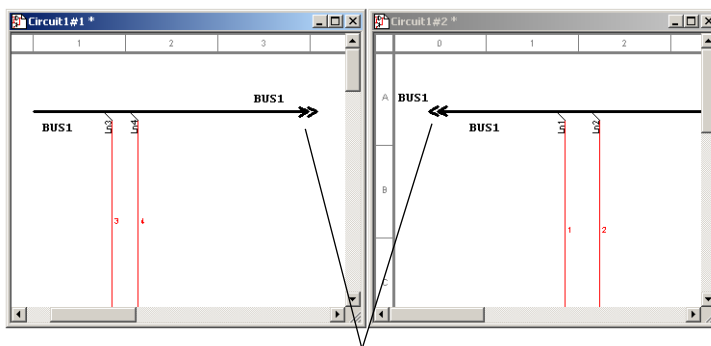 Circuit1#1 *
1 2 3
BUS1
BUS1
Ln3 Ln4
3 4
Circuit1#2 *
0 1 2
A BUS1
BUS1
Ln1 Ln2
B
1 2
C